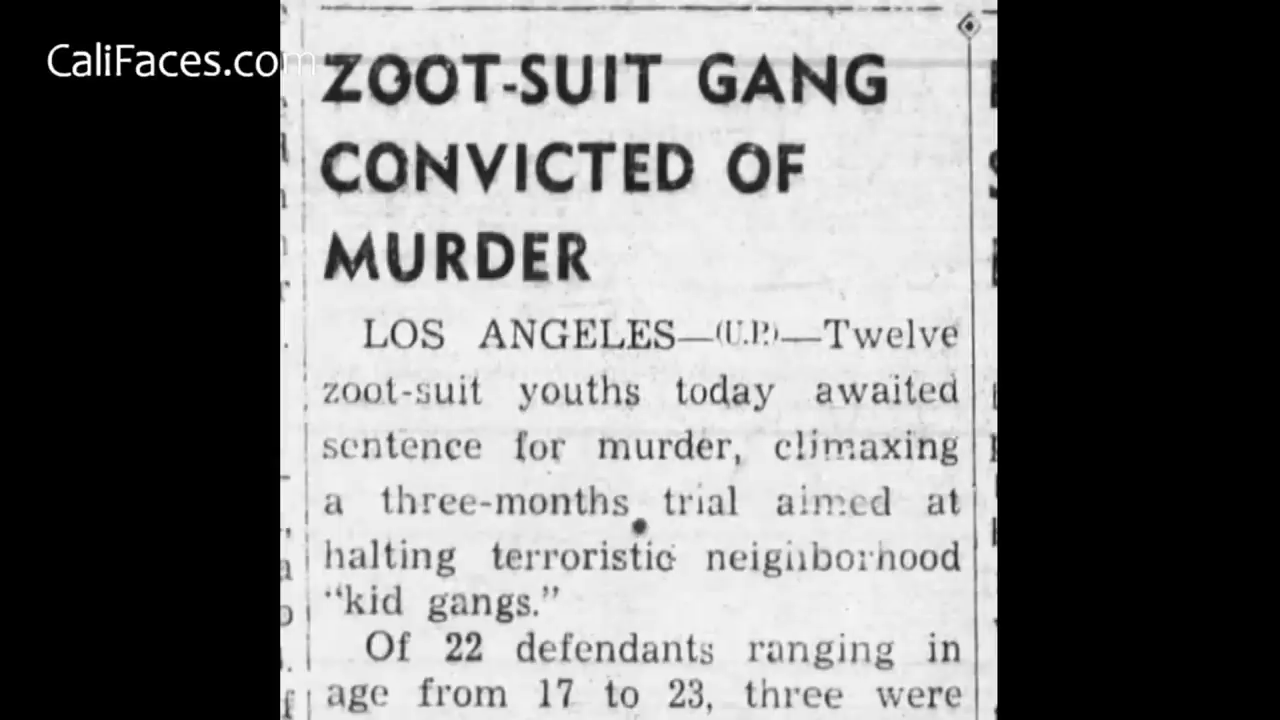 CaliFaces.com
ZOOT-SUIT GANG
CONVICTED OF
MURDER
LOS ANGELES—(U.P.)—Twelve
zoot-suit youths today awaited
sentence for murder, climaxing
a three-months trial aimed at
halting terroristic neighborhood
“kid gangs.”
Of 22 defendants ranging in
age from 17 to 23, three were